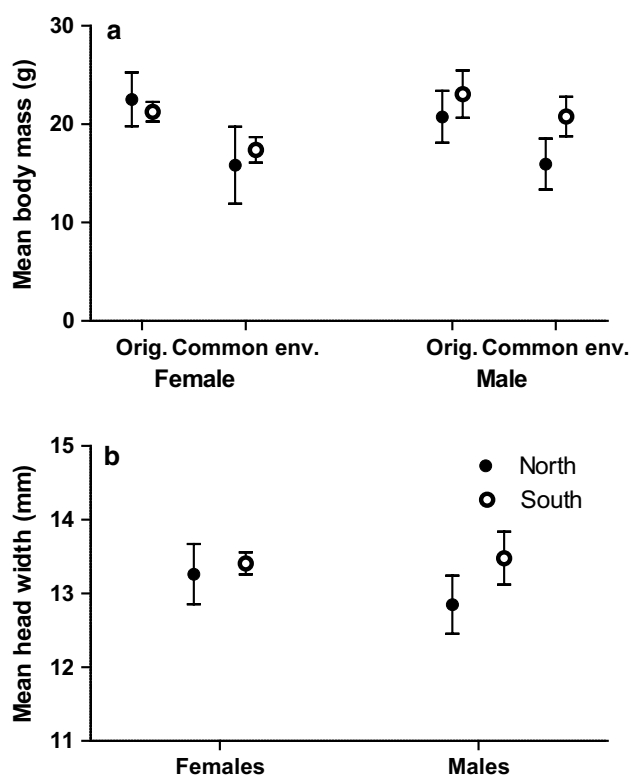 a
Mean body mass (g)
30
20
10
0
Orig. Common env. Orig. Common env.
Female Male
b
Mean head width (mm)
15
14
13
12
11
North
South
Females Males